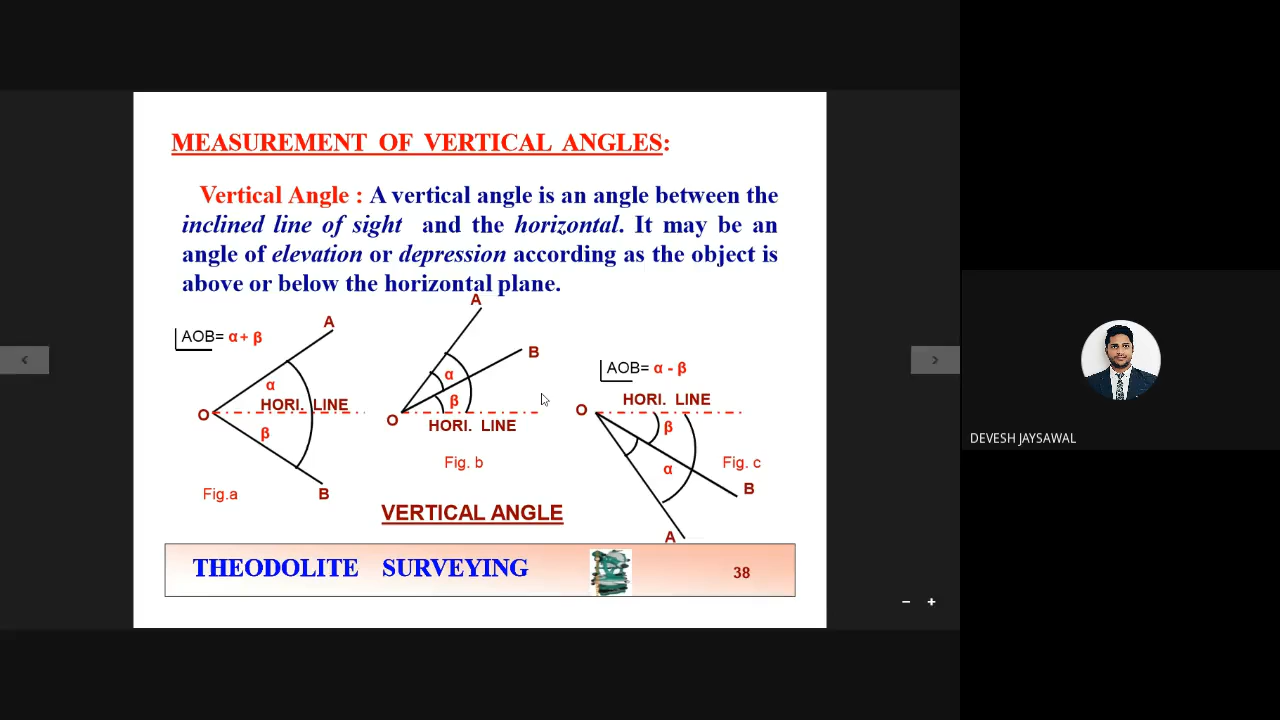 MEASUREMENT OF VERTICAL ANGLES:
Vertical Angle : A vertical angle is an angle between the
inclined line of sight and the horizontal. It may be an
angle of elevation or depression according as the object is
above or below the horizontal plane.
AOB= α + β
A
O
α
HORI. LINE
β
B
Fig.a
A
B
α
β
O
HORI. LINE
Fig. b
AOB= α - β
HORI. LINE
O
β
α
Fig. c
B
A
VERTICAL ANGLE
THEODOLITE SURVEYING
38
DEVESH JAYSAWAL